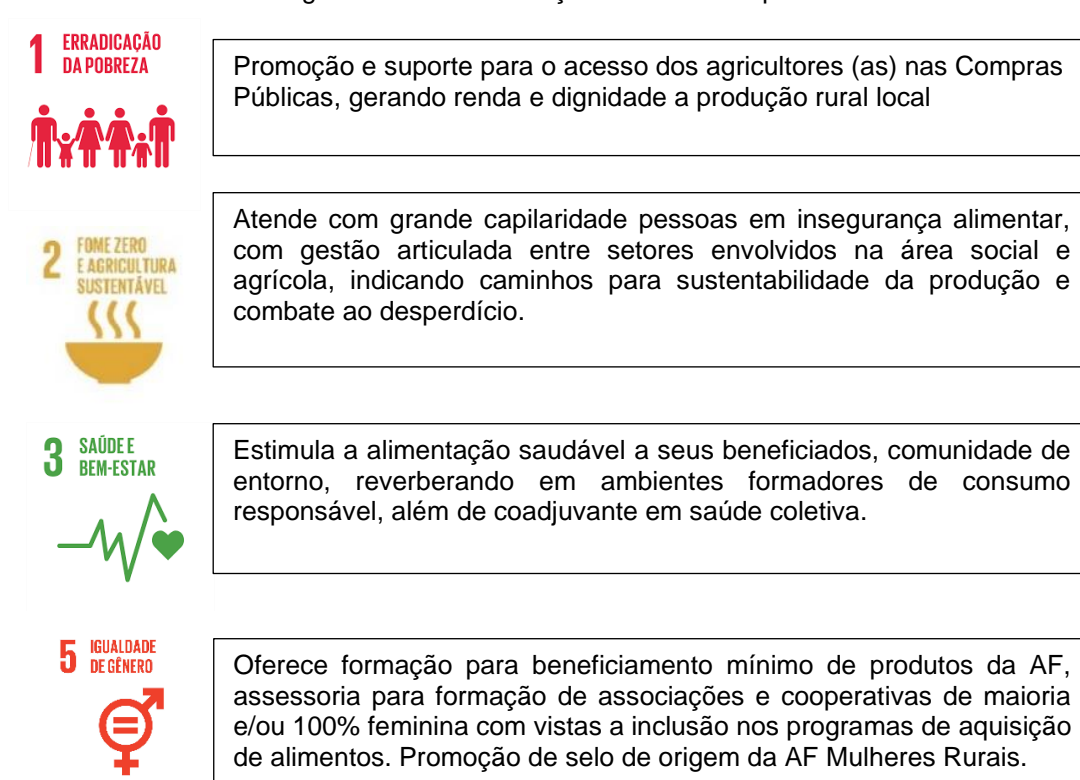 1 ERRADICAÇÃO
DA POBREZA
Promoção e suporte para o acesso dos agricultores (as) nas Compras
Públicas, gerando renda e dignidade a produção rural local
2 FOME ZERO
E AGRICULTURA
SUSTENTÁVEL
Atende com grande capilaridade pessoas em insegurança alimentar,
com gestão articulada entre setores envolvidos na área social e
agrícola, indicando caminhos para sustentabilidade da produção e
combate ao desperdício.
3 SAÚDE E
BEM-ESTAR
Estimula a alimentação saudável a seus beneficiados, comunidade de
entorno, reverberando em ambientes formadores de consumo
responsável, além de coadjuvante em saúde coletiva.
5 IGUALDADE
DE GÊNERO
Oferece formação para beneficiamento mínimo de produtos da AF,
assessoria para formação de associações e cooperativas de maioria
e/ou 100% feminina com vistas a inclusão nos programas de aquisição
de alimentos. Promoção de selo de origem da AF Mulheres Rurais.